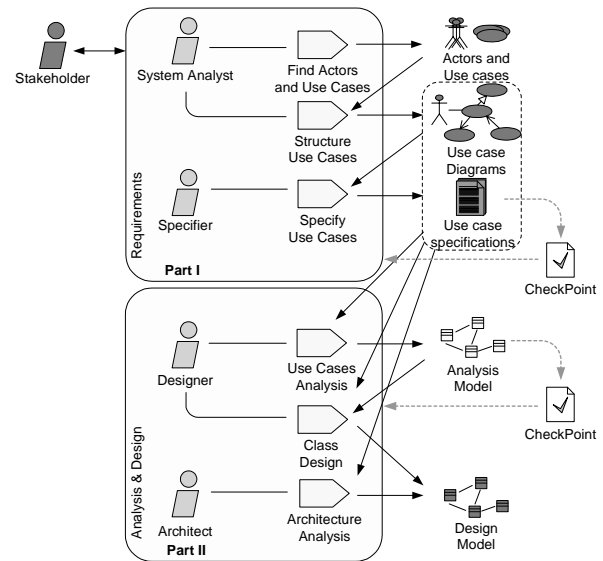 Stakeholder
System Analyst
Find Actors
and Use Cases
Actors and
Use cases
Structure
Use Cases
Use case
Diagrams
Requirements
Specifier
Specify
Use Cases
Use case
specifications
Part I
CheckPoint
Designer
Use Cases
Analysis
Analysis
Model
CheckPoint
Class
Design
Analysis & Design
Architect
Architecture
Analysis
Design
Model
Part II